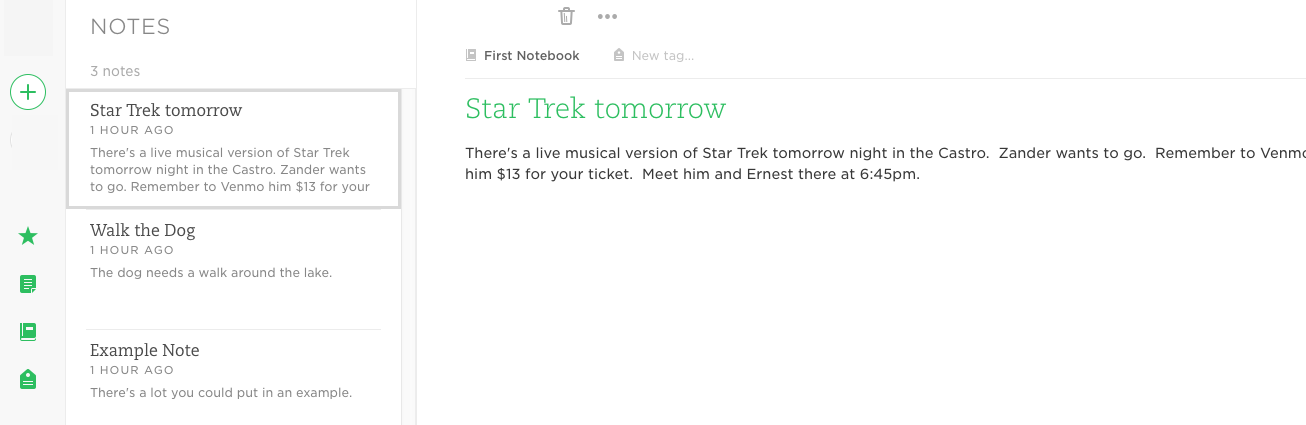 NOTES
3 notes
Star Trek tomorrow
1 HOUR AGO
There's a live musical version of Star Trek
tomorrow night in the Castro. Zander wants
to go. Remember to Venmo him $13 for your
Walk the Dog
1 HOUR AGO
The dog needs a walk around the lake.
Example Note
1 HOUR AGO
There's a lot you could put in an example.
First Notebook
New tag...
Star Trek tomorrow
There's a live musical version of Star Trek tomorrow night in the Castro.  Zander wants to go.  Remember to Venmo
him $13 for your ticket.  Meet him and Ernest there at 6:45pm.